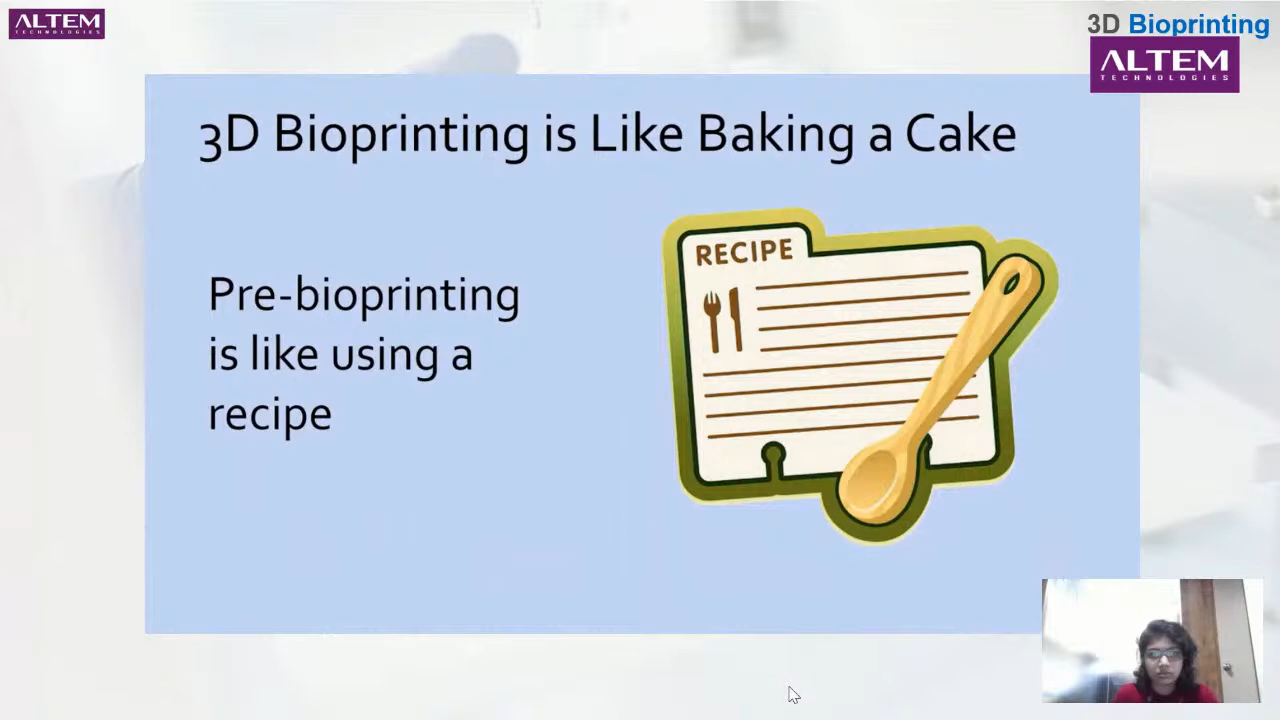 ALTEM
TECHNOLOGIES
3D Bioprinting
ALTEM
TECHNOLOGIES
3D Bioprinting is Like Baking a Cake
RECIPE
Pre-bioprinting
is like using a
recipe